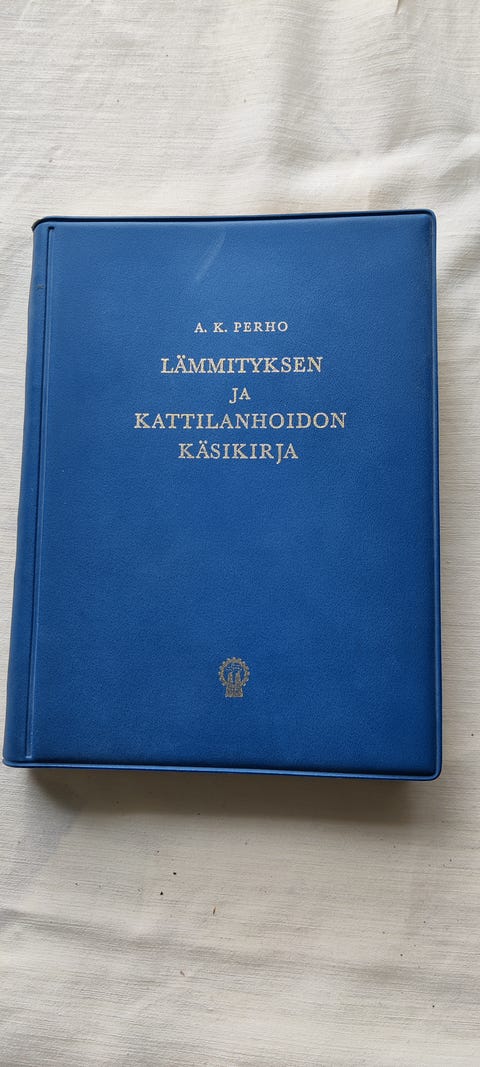 A. K. PERHO
LÄMMITYKSEN
JA
KATTILANHOIDON
KÄSIKIRJA